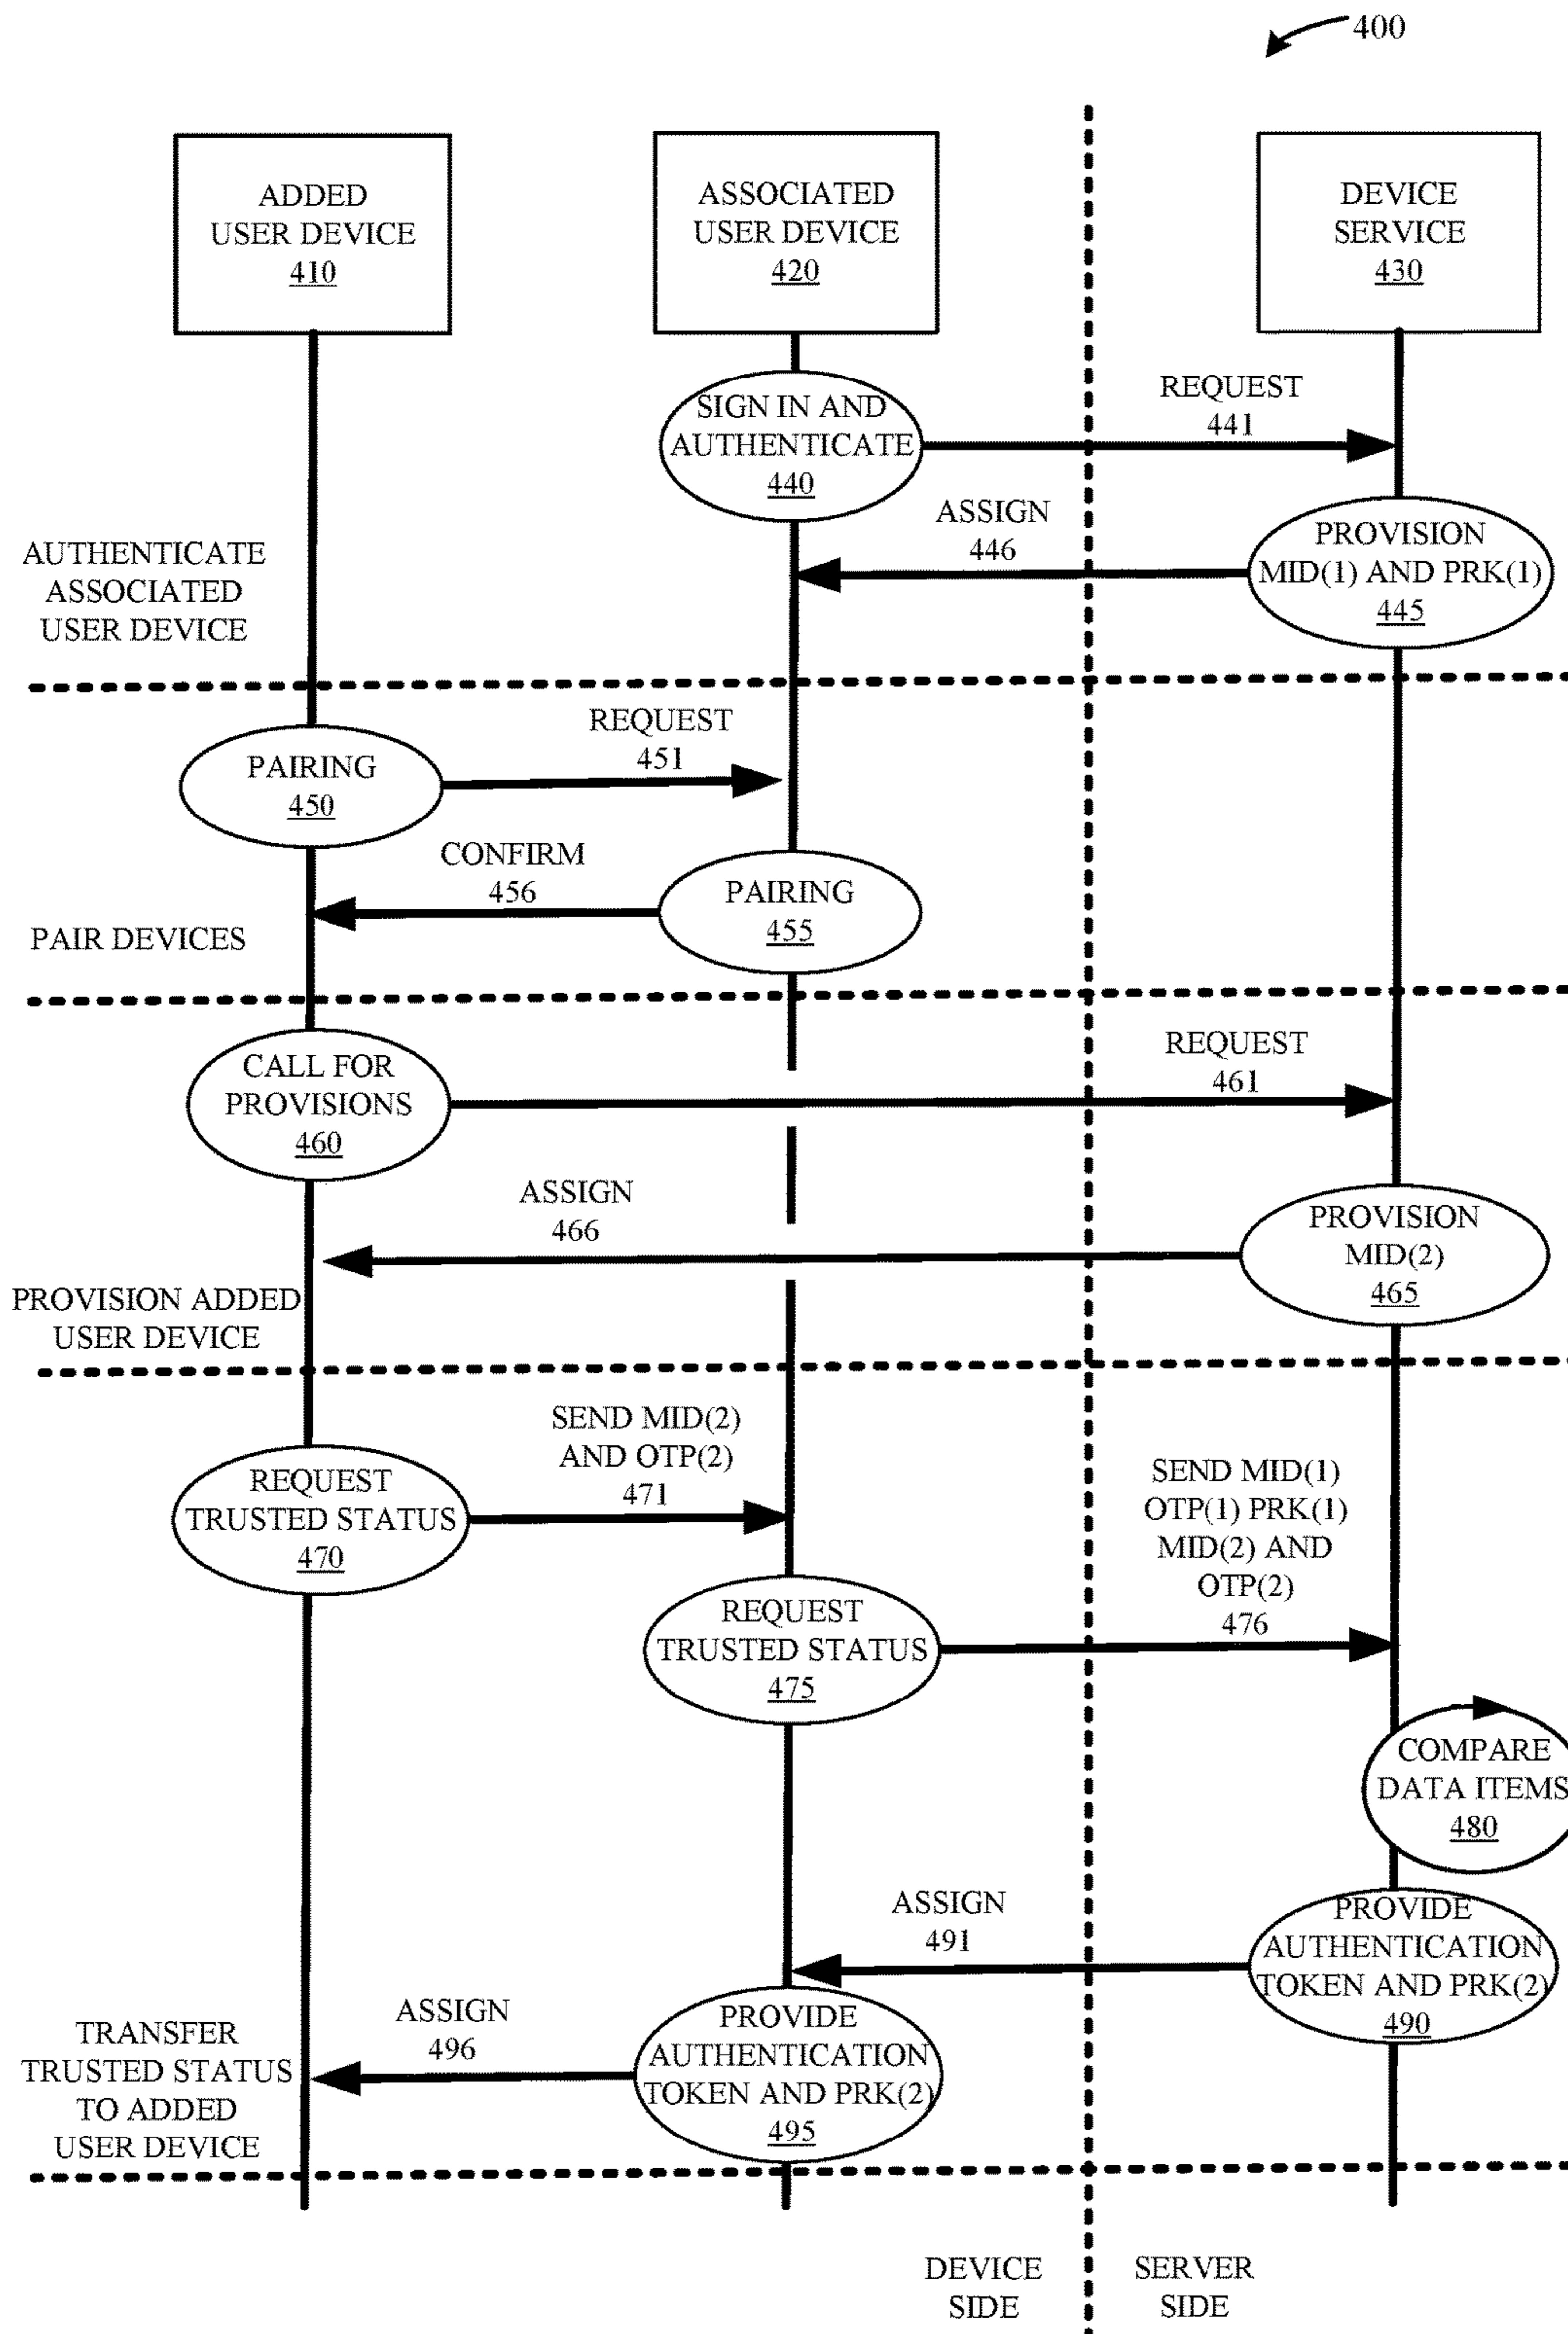 400
ADDED
USER DEVICE
410
ASSOCIATED
USER DEVICE
420
DEVICE
SERVICE
430
SIGN IN AND
AUTHENTICATE
440
REQUEST
441
ASSIGN
446
PROVISION
MID(1) AND PRK(1)
445
AUTHENTICATE
ASSOCIATED
USER DEVICE
PAIRING
450
REQUEST
451
CONFIRM
456
PAIRING
455
PAIR DEVICES
CALL FOR
PROVISIONS
460
REQUEST
461
ASSIGN
466
PROVISION
MID(2)
465
PROVISION ADDED
USER DEVICE
REQUEST
TRUSTED STATUS
470
SEND MID(2)
AND OTP(2)
471
REQUEST
TRUSTED STATUS
475
SEND MID(1)
OTP(1) PRK(1)
MID(2) AND
OTP(2)
476
COMPARE
DATA ITEMS
480
PROVIDE
AUTHENTICATION
TOKEN AND PRK(2)
490
ASSIGN
491
PROVIDE
AUTHENTICATION
TOKEN AND PRK(2)
495
ASSIGN
496
TRANSFER
TRUSTED STATUS
TO ADDED
USER DEVICE
DEVICE
SIDE
SERVER
SIDE